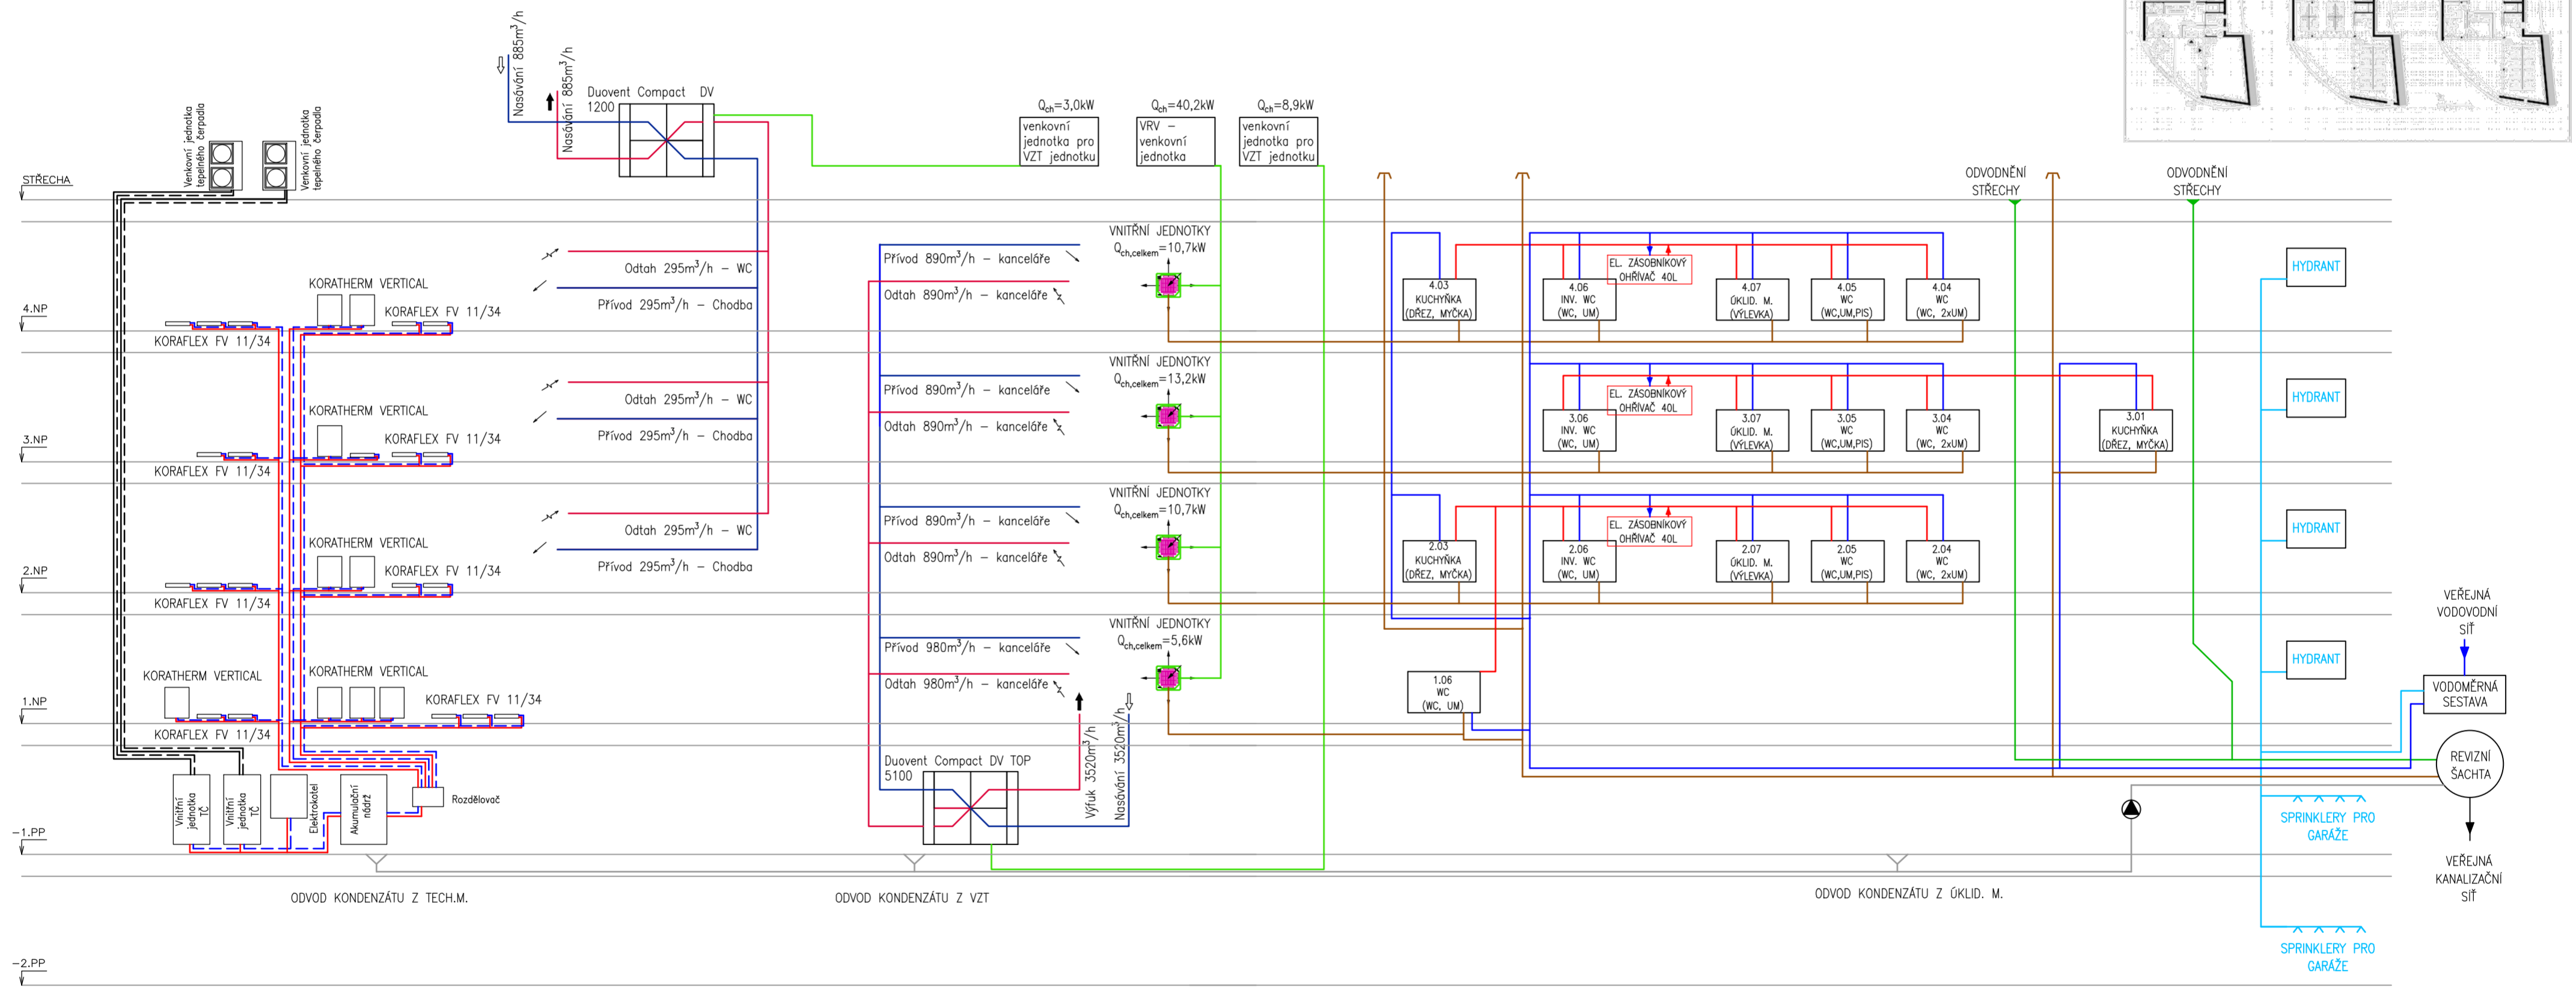 Nasávání 885m³/h
Nasávání 885m³/h
Duovent Compact DV
1200
Venkovní jednotka
tepelného čerpadla
Venkovní jednotka
tepelného čerpadla
Qch=3,0kW
venkovní
jednotka pro
VZT jednotku
Qch=40,2kW
VRV –
venkovní
jednotka
Qch=8,9kW
venkovní
jednotka pro
VZT jednotku
STŘECHA
ODVODNĚNÍ
STŘECHY
ODVODNĚNÍ
STŘECHY
4.NP
KORATHERM VERTICAL
KORAFLEX FV 11/34
KORAFLEX FV 11/34
Odtah 295m³/h – WC
Přívod 295m³/h – Chodba
Přívod 890m³/h – kanceláře
Odtah 890m³/h – kanceláře
VNITŘNÍ JEDNOTKY
Qch,celkem=10,7kW
4.03
KUCHYŇKA
(DŘEZ, MYČKA)
4.06
INV. WC
(WC, UM)
EL. ZÁSOBNÍKOVÝ
OHŘÍVAČ 40L
4.07
ÚKLID. M.
(VÝLEVKA)
4.05
WC
(WC,UM,PIS)
4.04
WC
(WC, 2xUM)
HYDRANT
3.NP
KORATHERM VERTICAL
KORAFLEX FV 11/34
KORAFLEX FV 11/34
Odtah 295m³/h – WC
Přívod 295m³/h – Chodba
Přívod 890m³/h – kanceláře
Odtah 890m³/h – kanceláře
VNITŘNÍ JEDNOTKY
Qch,celkem=13,2kW
3.06
INV. WC
(WC, UM)
EL. ZÁSOBNÍKOVÝ
OHŘÍVAČ 40L
3.07
ÚKLID. M.
(VÝLEVKA)
3.05
WC
(WC,UM,PIS)
3.04
WC
(WC, 2xUM)
3.01
KUCHYŇKA
(DŘEZ, MYČKA)
HYDRANT
2.NP
KORATHERM VERTICAL
KORAFLEX FV 11/34
KORAFLEX FV 11/34
Odtah 295m³/h – WC
Přívod 295m³/h – Chodba
Přívod 890m³/h – kanceláře
Odtah 890m³/h – kanceláře
VNITŘNÍ JEDNOTKY
Qch,celkem=10,7kW
2.03
KUCHYŇKA
(DŘEZ, MYČKA)
2.06
INV. WC
(WC, UM)
EL. ZÁSOBNÍKOVÝ
OHŘÍVAČ 40L
2.07
ÚKLID. M.
(VÝLEVKA)
2.05
WC
(WC,UM,PIS)
2.04
WC
(WC, 2xUM)
HYDRANT
VEŘEJNÁ
VODOVODNÍ
SÍŤ
1.NP
KORATHERM VERTICAL
KORATHERM VERTICAL
KORAFLEX FV 11/34
KORAFLEX FV 11/34
Přívod 980m³/h – kanceláře
Odtah 980m³/h – kanceláře
VNITŘNÍ JEDNOTKY
Qch,celkem=5,6kW
1.06
WC
(WC, UM)
HYDRANT
VODOMĚRNÁ
SESTAVA
-1.PP
Vnitřní
jednotka
TČ
Vnitřní
jednotka
TČ
Elektrokotel
Akumulační
nádrž
Rozdělovač
Duovent Compact DV TOP
5100
Výfuk 3520m³/h
Nasávání 3520m³/h
REVIZNÍ
ŠACHTA
SPRINKLERY PRO
GARÁŽE
ODVOD KONDENZÁTU Z TECH.M.
ODVOD KONDENZÁTU Z VZT
ODVOD KONDENZÁTU Z ÚKLID. M.
VEŘEJNÁ
KANALIZAČNÍ
SÍŤ
SPRINKLERY PRO
GARÁŽE
-2.PP